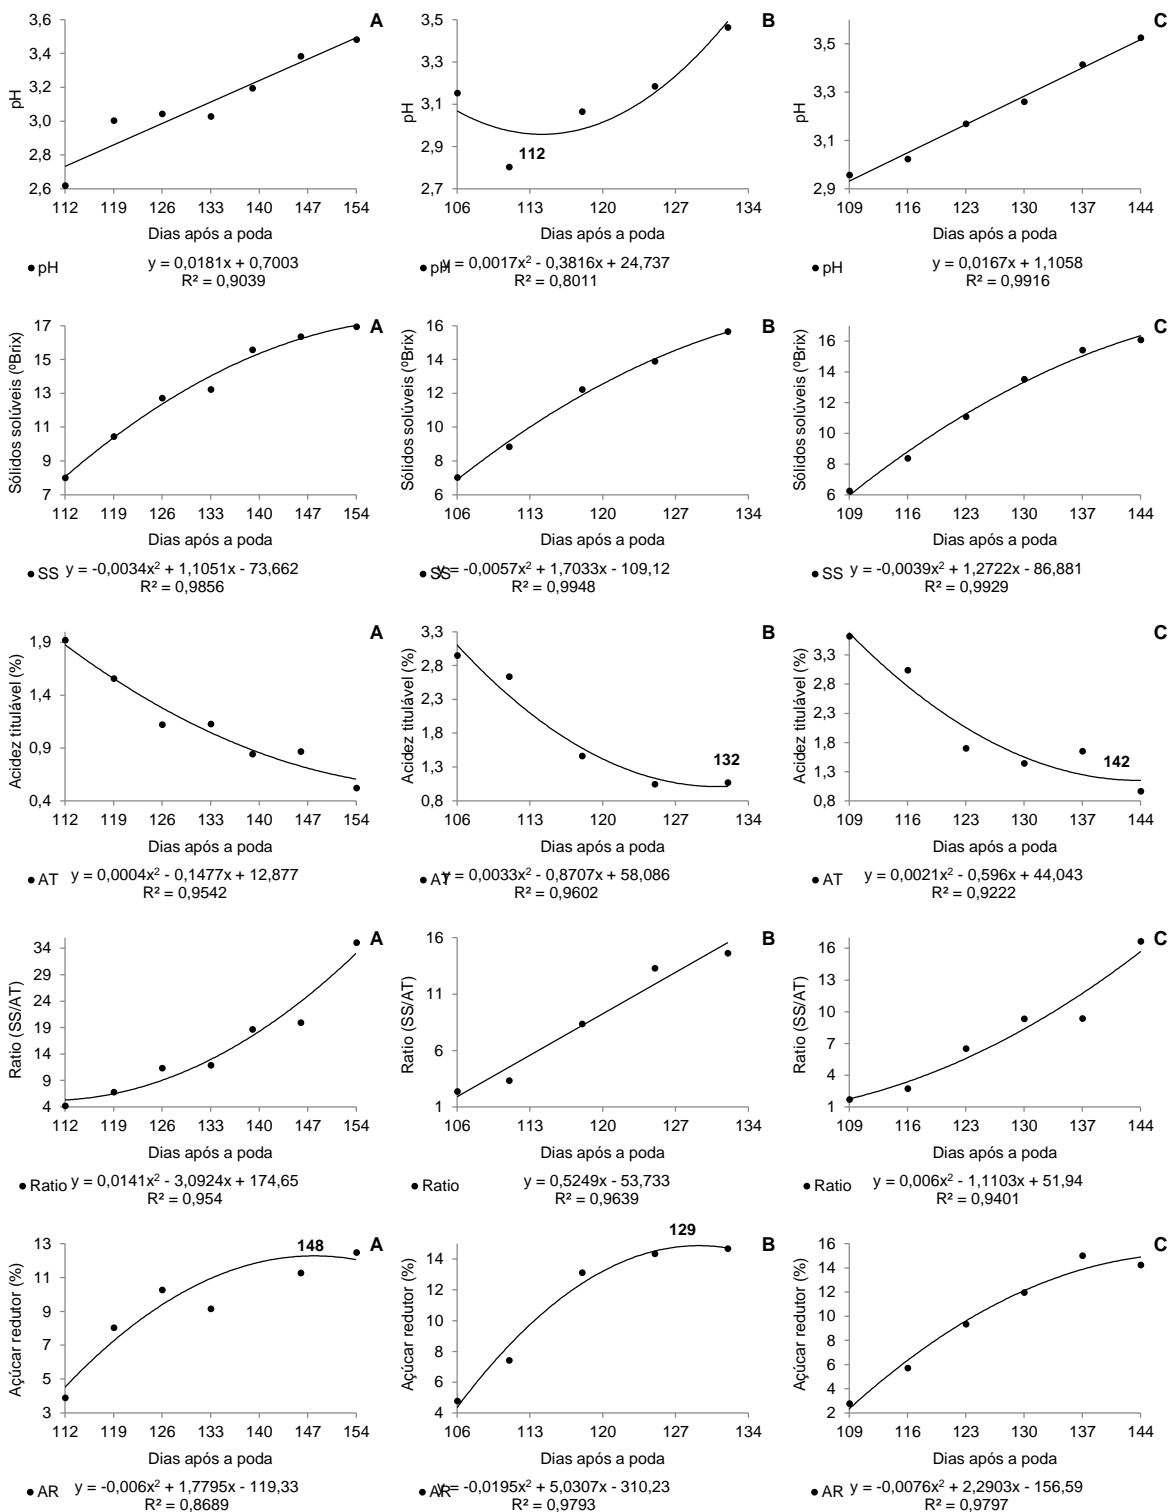 A
pH
3,6
3,4
3,2
3,0
2,8
2,6
112 119 126 133 140 147 154
Dias após a poda
● pH y = 0,0181x + 0,7003
R² = 0,9039
B
pH
3,5
3,3
3,1
2,9
2,7
112
106 113 120 127 134
Dias após a poda
● pH y = 0,0017x² - 0,3816x + 24,737
R² = 0,8011
C
pH
3,5
3,3
3,1
2,9
109 116 123 130 137 144
Dias após a poda
● pH y = 0,0167x + 1,1058
R² = 0,9916
A
Sólidos solúveis (ºBrix)
17
15
13
11
9
7
112 119 126 133 140 147 154
Dias após a poda
● SS y = -0,0034x² + 1,1051x - 73,662
R² = 0,9856
B
Sólidos solúveis (ºBrix)
16
14
12
10
8
6
106 113 120 127 134
Dias após a poda
● SS y = -0,0057x² + 1,7033x - 109,12
R² = 0,9948
C
Sólidos solúveis (ºBrix)
16
14
12
10
8
6
109 116 123 130 137 144
Dias após a poda
● SS y = -0,0039x² + 1,2722x - 86,881
R² = 0,9929
A
Acidez titulável (%)
1,9
1,4
0,9
0,4
112 119 126 133 140 147 154
Dias após a poda
● AT y = 0,0004x² - 0,1477x + 12,877
R² = 0,9542
B
Acidez titulável (%)
3,3
2,8
2,3
1,8
1,3
0,8
132
106 113 120 127 134
Dias após a poda
● AT y = 0,0033x² - 0,8707x + 58,086
R² = 0,9602
C
Acidez titulável (%)
3,3
2,8
2,3
1,8
1,3
0,8
142
109 116 123 130 137 144
Dias após a poda
● AT y = 0,0021x² - 0,596x + 44,043
R² = 0,9222
A
Ratio (SS/AT)
34
29
24
19
14
9
4
112 119 126 133 140 147 154
Dias após a poda
● Ratio y = 0,0141x² - 3,0924x + 174,65
R² = 0,954
B
Ratio (SS/AT)
16
11
6
1
106 113 120 127 134
Dias após a poda
● Ratio y = 0,5249x - 53,733
R² = 0,9639
C
Ratio (SS/AT)
16
13
10
7
4
1
109 116 123 130 137 144
Dias após a poda
● Ratio y = 0,006x² - 1,1103x + 51,94
R² = 0,9401
A
Açúcar redutor (%)
13
11
9
7
5
3
148
112 119 126 133 140 147 154
Dias após a poda
● AR y = -0,006x² + 1,7795x - 119,33
R² = 0,8689
B
Açúcar redutor (%)
14
12
10
8
6
4
129
106 113 120 127 134
Dias após a poda
● AR y = -0,0195x² + 5,0307x - 310,23
R² = 0,9793
C
Açúcar redutor (%)
16
14
12
10
8
6
4
2
109 116 123 130 137 144
Dias após a poda
● AR y = -0,0076x² + 2,2903x - 156,59
R² = 0,9797